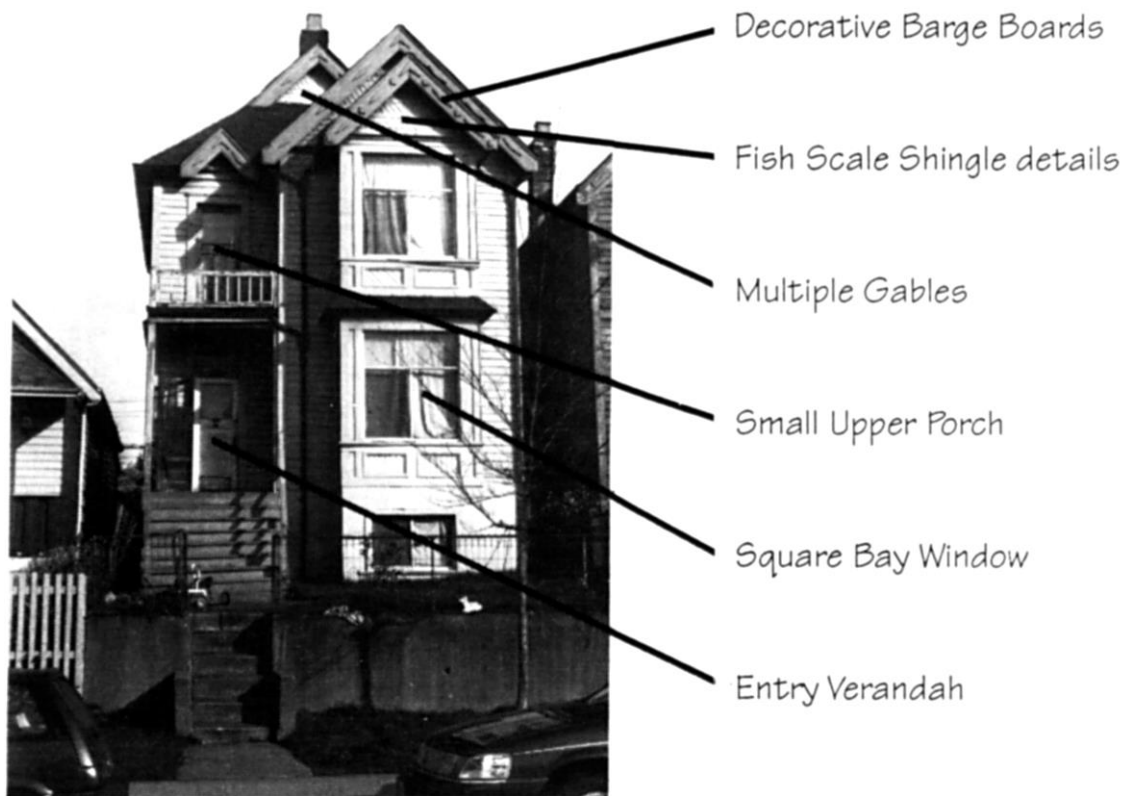 Decorative Barge Boards
Fish Scale Shingle details
Multiple Gables
Small Upper Porch
Square Bay Window
Entry Verandah